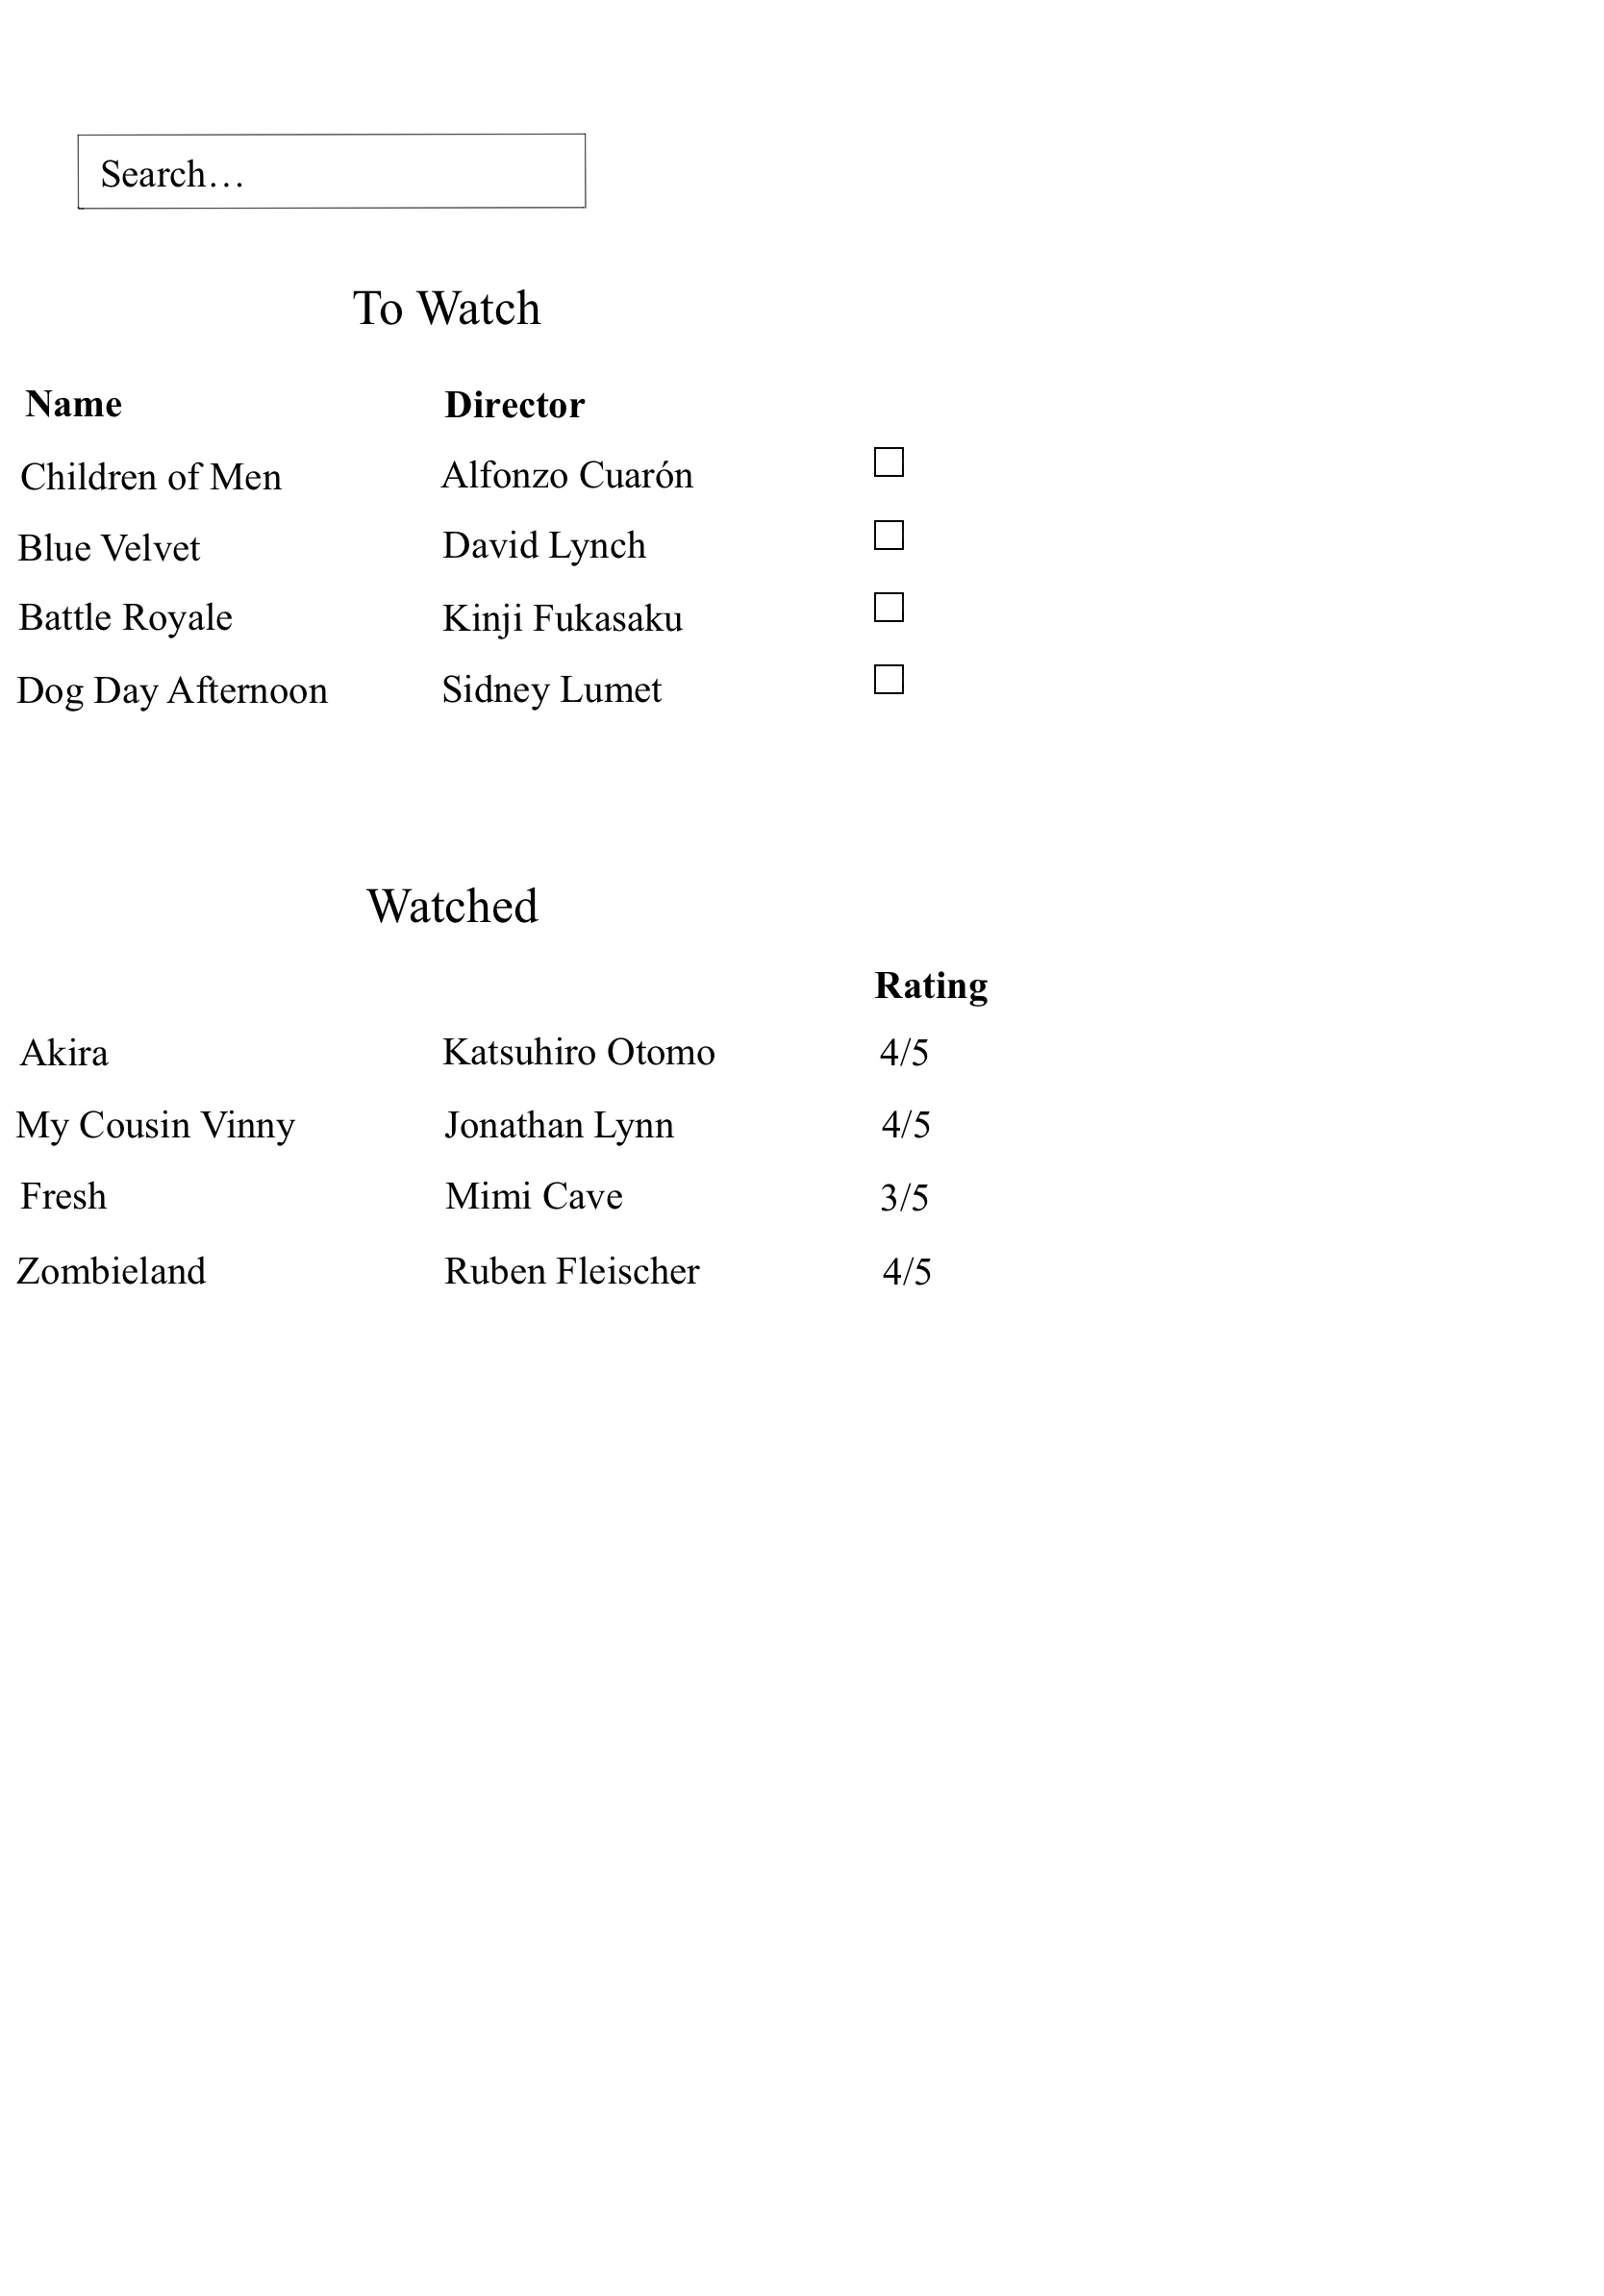 Search…
To Watch
Name Director
Children of Men Alfonzo Cuarón
Blue Velvet David Lynch
Battle Royale Kinji Fukasaku
Dog Day Afternoon Sidney Lumet
Watched
Rating
Akira Katsuhiro Otomo 4/5
My Cousin Vinny Jonathan Lynn 4/5
Fresh Mimi Cave 3/5
Zombieland Ruben Fleischer 4/5